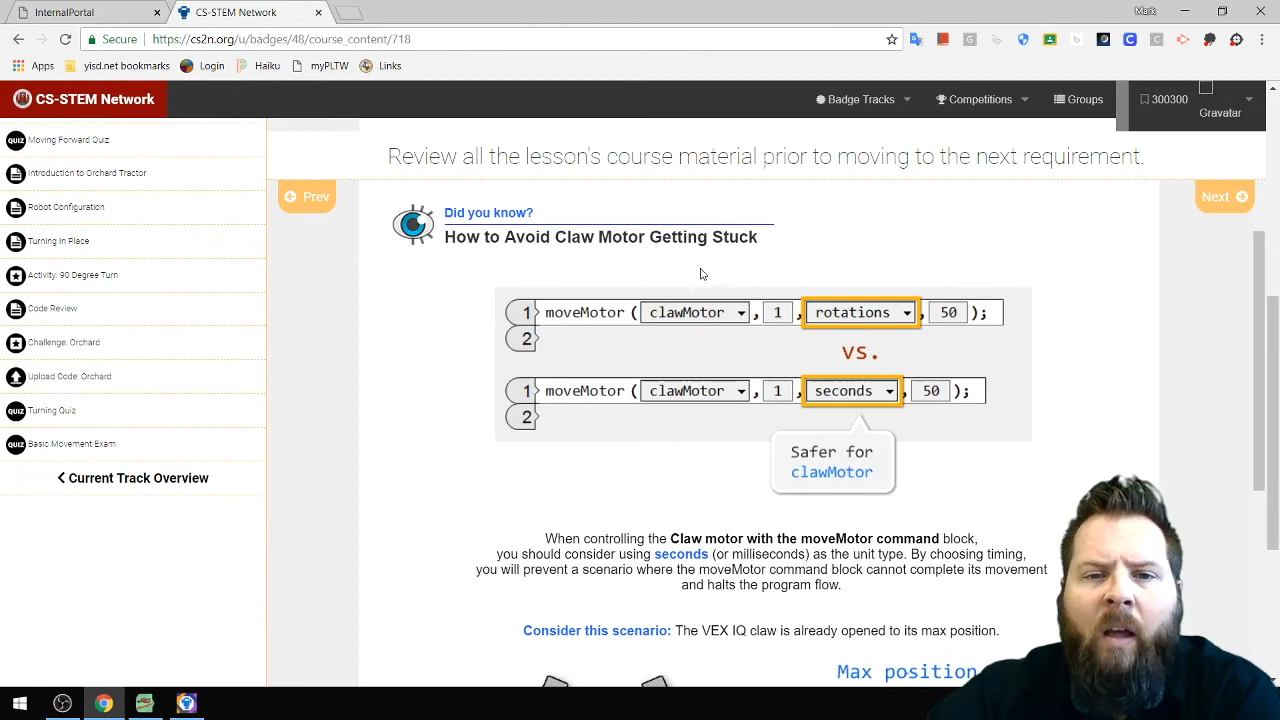 InternalPortal
CS-STEM Network
Mark
Secure
https://cs2n.org/u/badges/48/course_content/718
Apps
yisd.net bookmarks
Login
Haiku
myPLTW
Links
CS-STEM Network
Badge Tracks
Competitions
Groups
300300
Gravatar
QUIZ Moving Forward Quiz
Introduction to Orchard Tractor
Robot Configuration
Turning in Place
Activity: 90 Degree Turn
Code Review
Challenge: Orchard
Upload Code: Orchard
QUIZ Turning Quiz
QUIZ Basic Movement Exam
Current Track Overview
Review all the lesson's course material prior to moving to the next requirement.
Prev
Next
Did you know?
How to Avoid Claw Motor Getting Stuck
1 moveMotor ( clawMotor , 1 , rotations , 50 );
2
vs.
1 moveMotor ( clawMotor , 1 , seconds , 50 );
2
Safer for
clawMotor
When controlling the Claw motor with the moveMotor command block,
you should consider using seconds (or milliseconds) as the unit type. By choosing timing,
you will prevent a scenario where the moveMotor command block cannot complete its movement
and halts the program flow.
Consider this scenario: The VEX IQ claw is already opened to its max position.
Max position